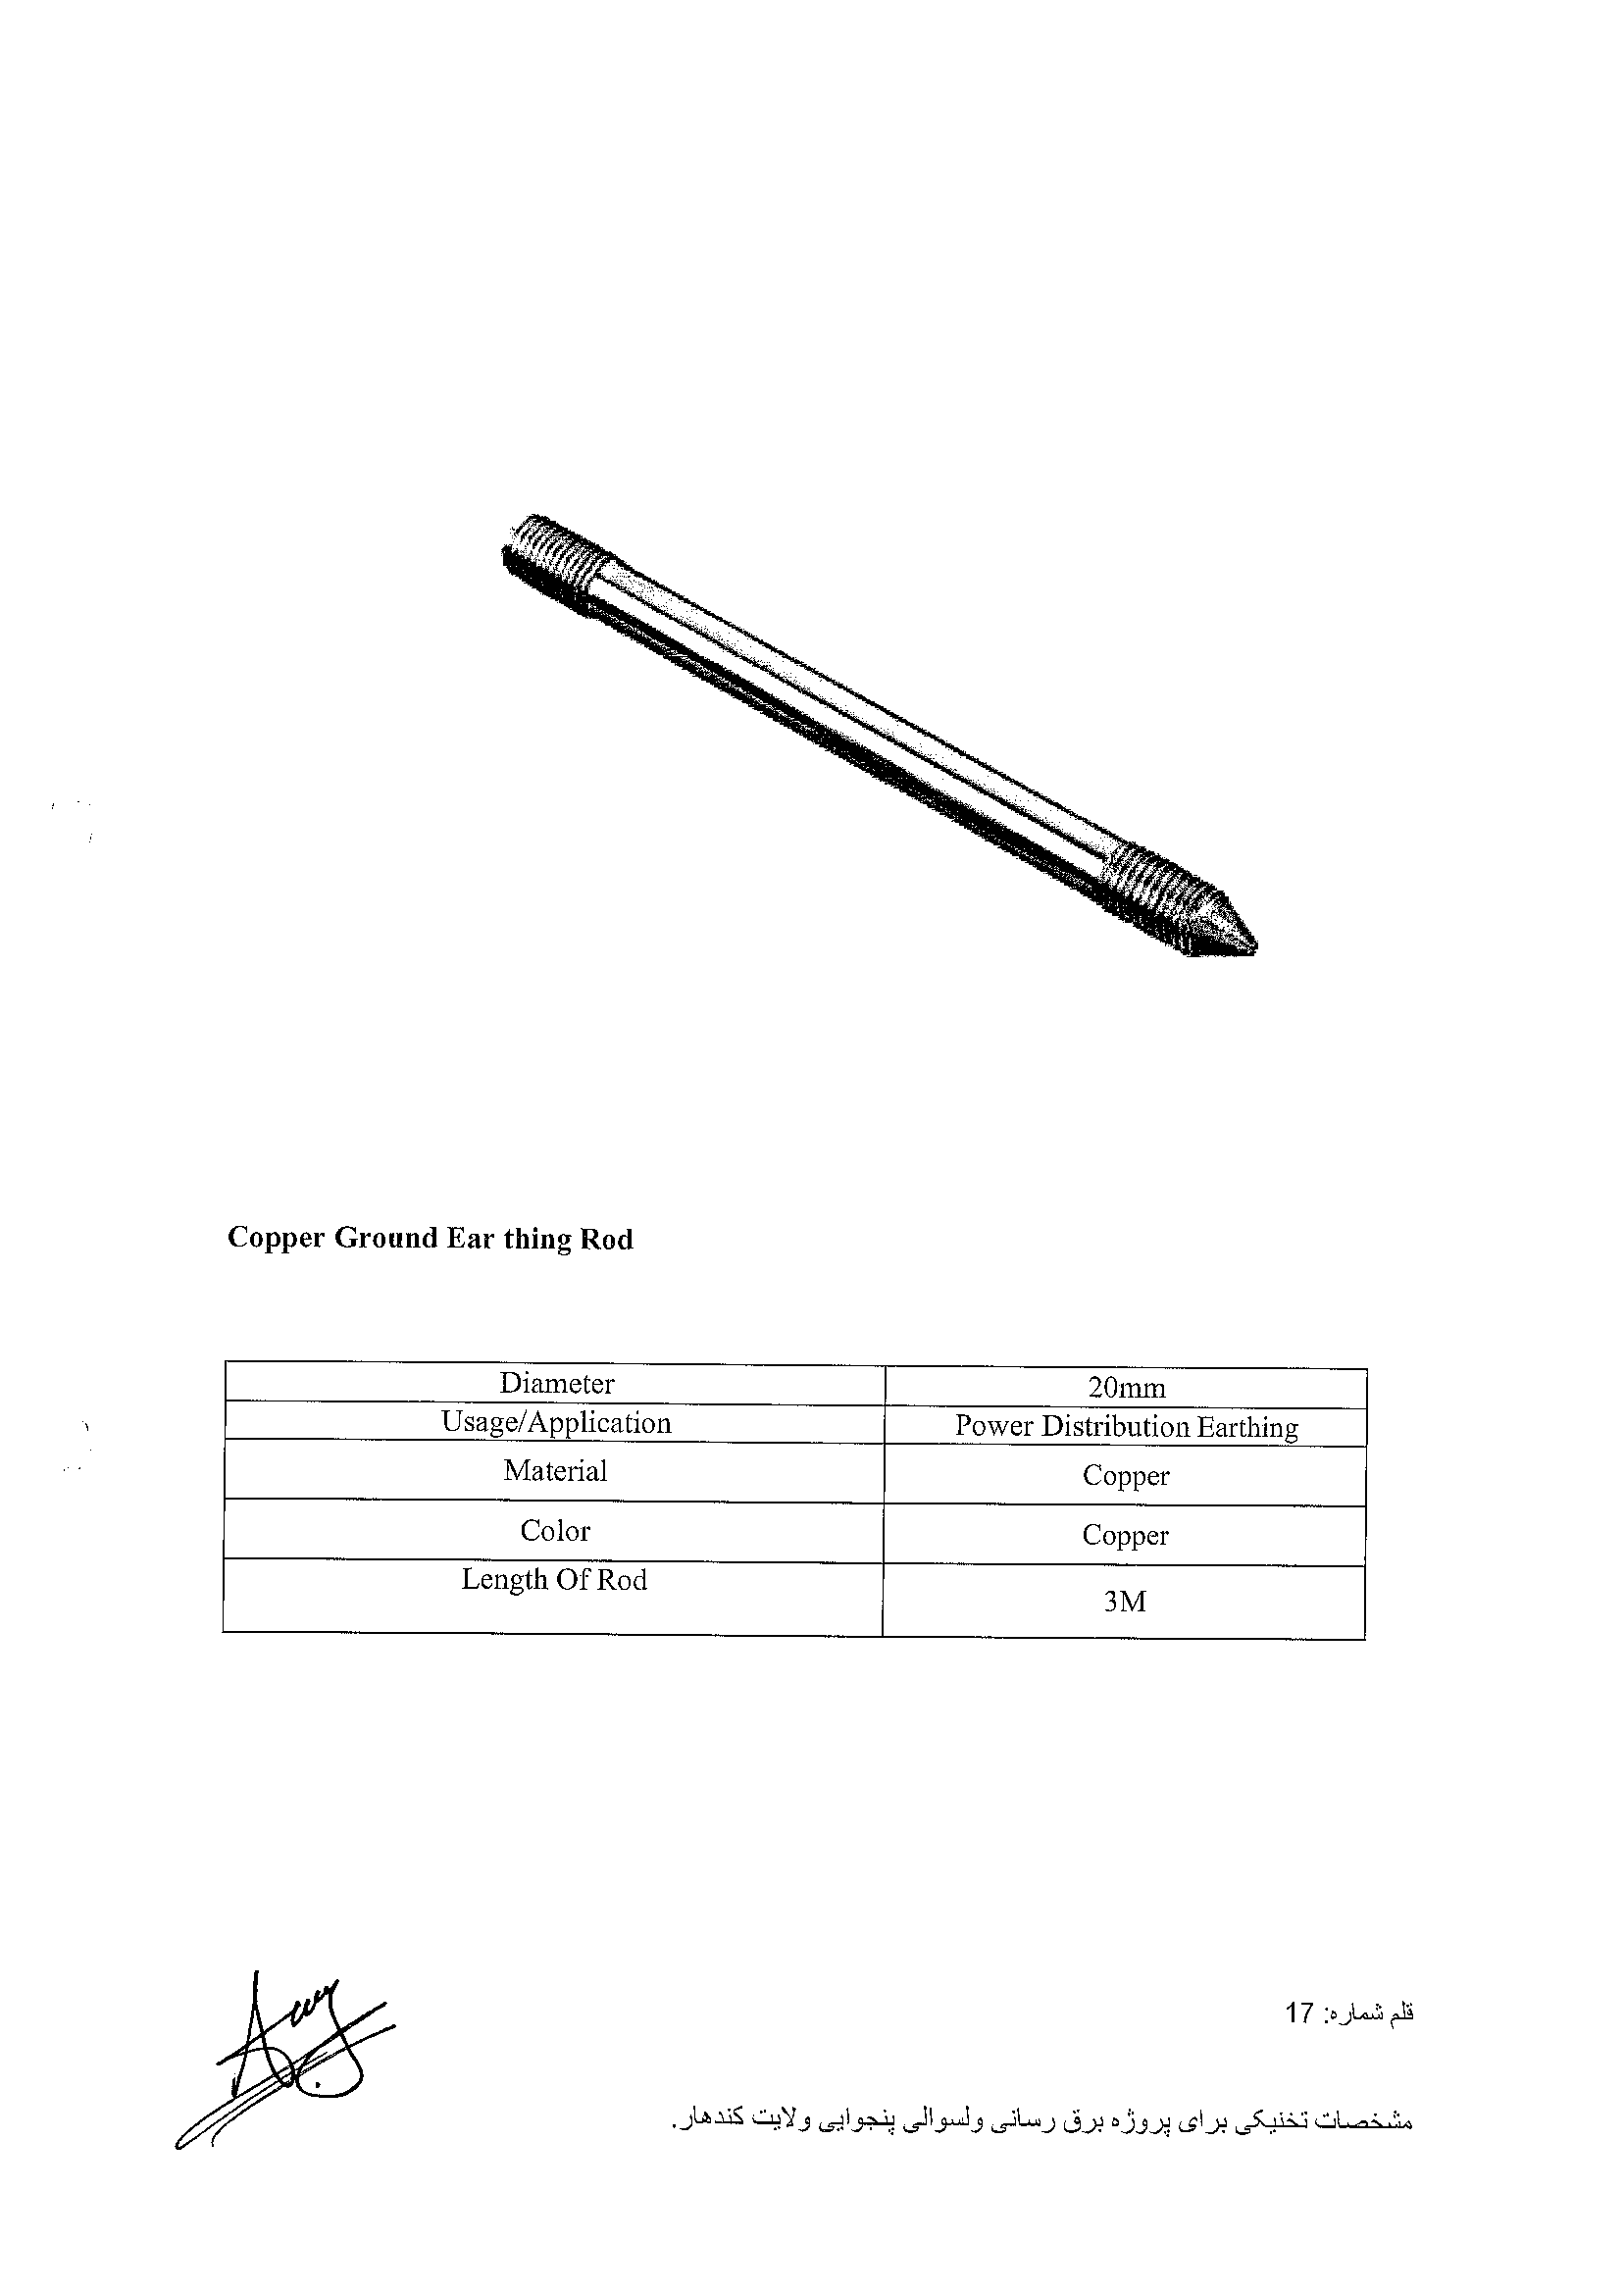 Copper Ground Ear thing Rod
Diameter 20mm
Usage/Application Power Distribution Earthing
Material Copper
Color Copper
Length Of Rod 3M
قلم شماره: 17
مشخصات تخنیکی برای پروژه برق رسانی ولسوالی پنجوایی ولایت کندهار.